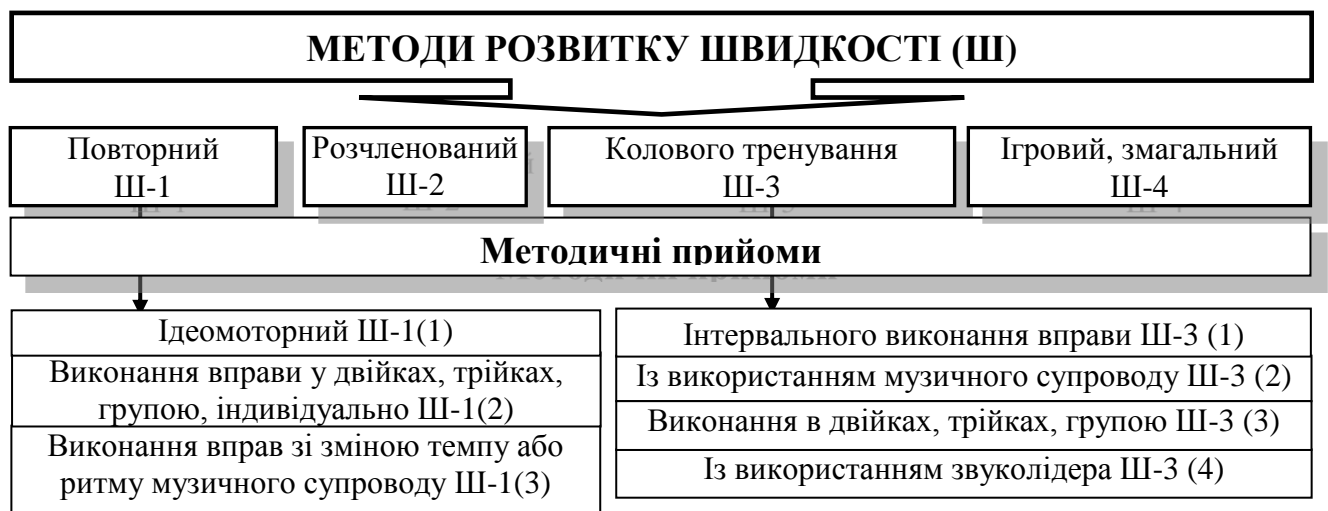 МЕТОДИ РОЗВИТКУ ШВИДКОСТІ (Ш)
Повторний
Ш-1
Розчленований
Ш-2
Колового тренування
Ш-3
Ігровий, змагальний
Ш-4
Методичні прийоми
Ідеомоторний Ш-1(1)
Виконання вправи у двійках, трійках,
групою, індивідуально Ш-1(2)
Виконання вправ зі зміною темпу або
ритму музичного супроводу Ш-1(3)
Інтервального виконання вправи Ш-3 (1)
Із використанням музичного супроводу Ш-3 (2)
Виконання в двійках, трійках, групою Ш-3 (3)
Із використанням звуколідера Ш-3 (4)